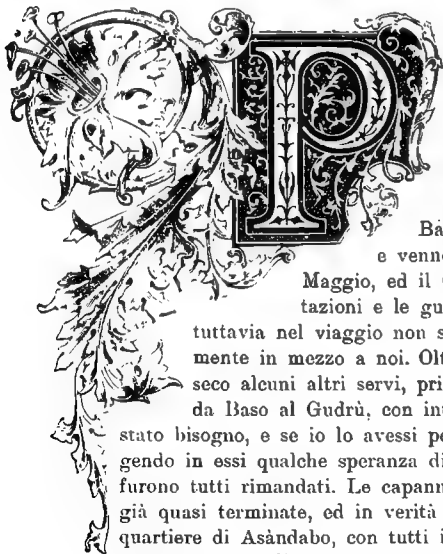 P
Bà
e venn
Maggio, ed il
tazioni e le gu
tuttavia nel viaggio non s
mente in mezzo a noi. Olt
seco alcuni altri servi, pri
da Baso al Gudrù, con int
stato bisogno, e se io lo avessi pe
gendo in essi qualche speranza di
furono tutti rimandati. Le capann
già quasi terminate, ed in verità
quartiere di Asàndabo, con tutti i